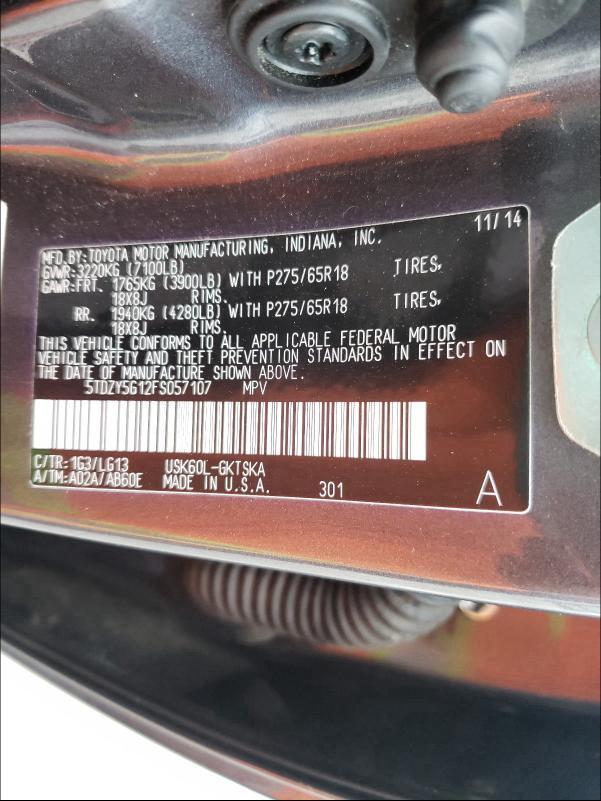 11/14
MFD.BY:TOYOTA MOTOR MANUFACTURING, INDIANA, INC.
GVWR:3220KG (7100LB)
GAWR:FRT. 1765KG (3900LB) WITH P275/65R18 TIRES,
18X8J RIMS.
RR. 1940KG (4280LB) WITH P275/65R18 TIRES,
18X8J RIMS.
THIS VEHICLE CONFORMS TO ALL APPLICABLE FEDERAL MOTOR
VEHICLE SAFETY AND THEFT PREVENTION STANDARDS IN EFFECT ON
THE DATE OF MANUFACTURE SHOWN ABOVE.
5TDZY5G12FS057107 MPV
C/TR:1G3/LG13 USK60L-GKTSKA
A/TM:A02A/AB60E MADE IN U.S.A. 301 A